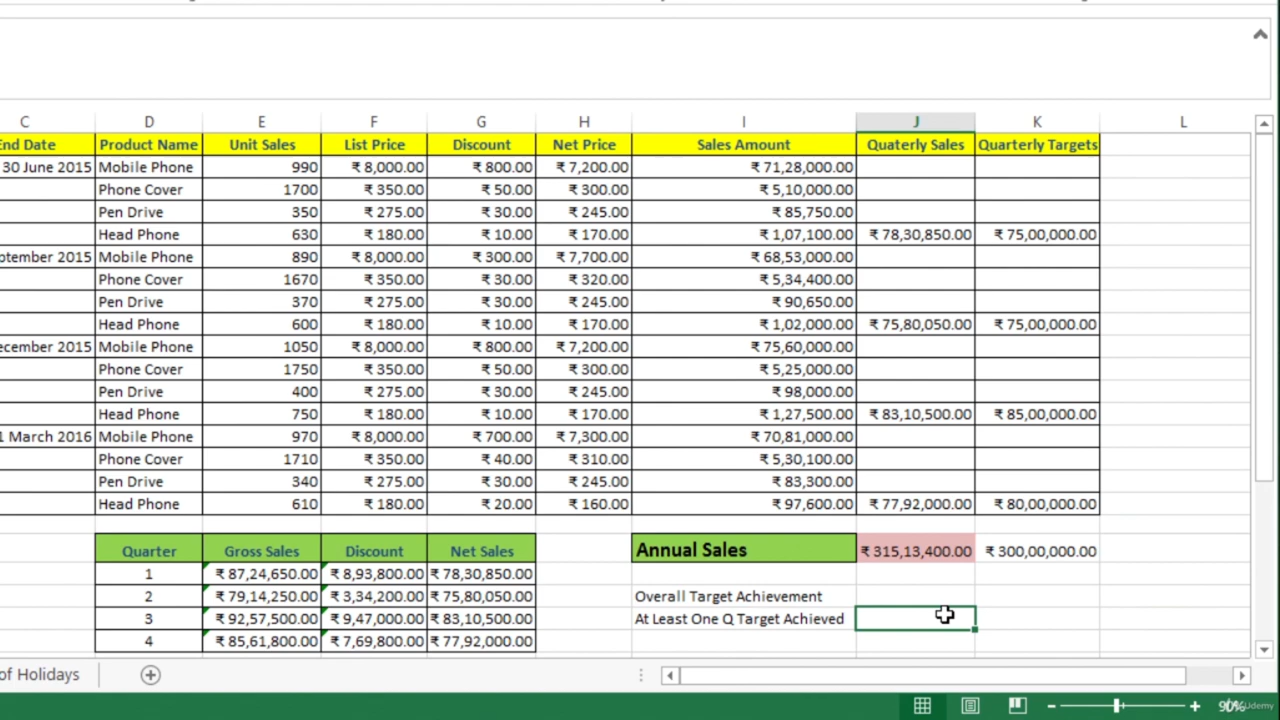 C D E F G H I J K L
End Date Product Name Unit Sales List Price Discount Net Price Sales Amount Quaterly Sales Quarterly Targets
30 June 2015 Mobile Phone 990 ₹ 8,000.00 ₹ 800.00 ₹ 7,200.00 ₹ 71,28,000.00
Phone Cover 1700 ₹ 350.00 ₹ 50.00 ₹ 300.00 ₹ 5,10,000.00
Pen Drive 350 ₹ 275.00 ₹ 30.00 ₹ 245.00 ₹ 85,750.00
Head Phone 630 ₹ 180.00 ₹ 10.00 ₹ 170.00 ₹ 1,07,100.00 ₹ 78,30,850.00 ₹ 75,00,000.00
ptember 2015 Mobile Phone 890 ₹ 8,000.00 ₹ 300.00 ₹ 7,700.00 ₹ 68,53,000.00
Phone Cover 1670 ₹ 350.00 ₹ 30.00 ₹ 320.00 ₹ 5,34,400.00
Pen Drive 370 ₹ 275.00 ₹ 30.00 ₹ 245.00 ₹ 90,650.00
Head Phone 600 ₹ 180.00 ₹ 10.00 ₹ 170.00 ₹ 1,02,000.00 ₹ 75,80,050.00 ₹ 75,00,000.00
ecember 2015 Mobile Phone 1050 ₹ 8,000.00 ₹ 800.00 ₹ 7,200.00 ₹ 75,60,000.00
Phone Cover 1750 ₹ 350.00 ₹ 50.00 ₹ 300.00 ₹ 5,25,000.00
Pen Drive 400 ₹ 275.00 ₹ 30.00 ₹ 245.00 ₹ 98,000.00
Head Phone 750 ₹ 180.00 ₹ 10.00 ₹ 170.00 ₹ 1,27,500.00 ₹ 83,10,500.00 ₹ 85,00,000.00
1 March 2016 Mobile Phone 970 ₹ 8,000.00 ₹ 700.00 ₹ 7,300.00 ₹ 70,81,000.00
Phone Cover 1710 ₹ 350.00 ₹ 40.00 ₹ 310.00 ₹ 5,30,100.00
Pen Drive 340 ₹ 275.00 ₹ 30.00 ₹ 245.00 ₹ 83,300.00
Head Phone 610 ₹ 180.00 ₹ 20.00 ₹ 160.00 ₹ 97,600.00 ₹ 77,92,000.00 ₹ 80,00,000.00
Quarter Gross Sales Discount Net Sales Annual Sales ₹ 315,13,400.00 ₹ 300,00,000.00
1 ₹ 87,24,650.00 ₹ 8,93,800.00 ₹ 78,30,850.00
2 ₹ 79,14,250.00 ₹ 3,34,200.00 ₹ 75,80,050.00 Overall Target Achievement
3 ₹ 92,57,500.00 ₹ 9,47,000.00 ₹ 83,10,500.00 At Least One Q Target Achieved
4 ₹ 85,61,800.00 ₹ 7,69,800.00 ₹ 77,92,000.00
of Holidays
90% Udemy